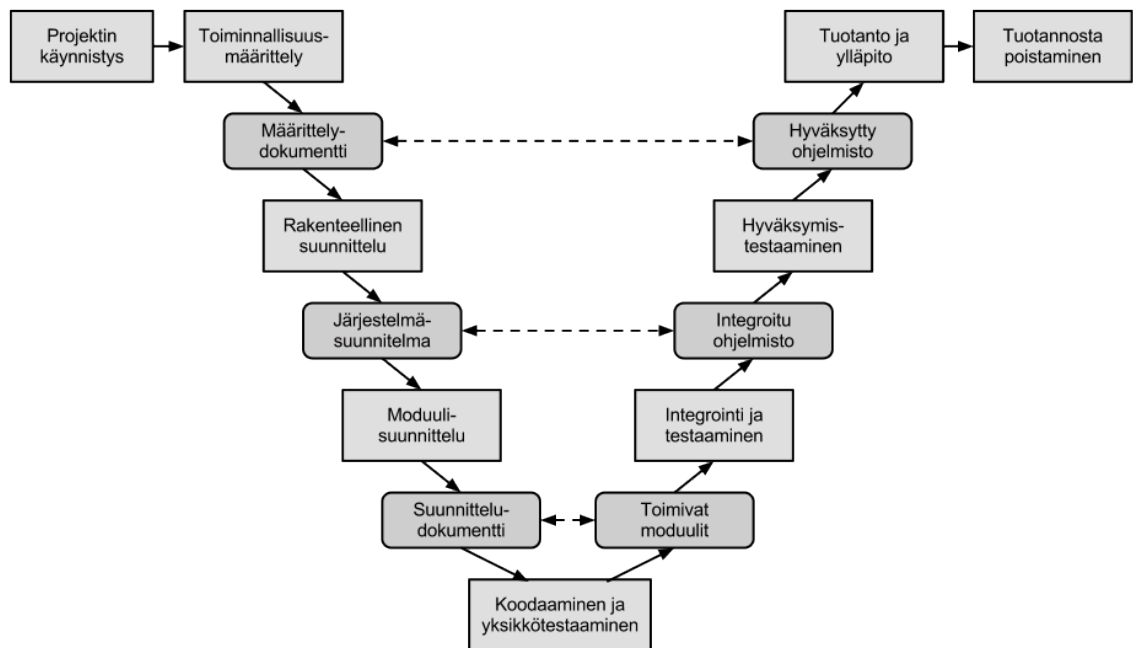 Projektin
käynnistys
Toiminnallisuus-
määrittely
Tuotanto ja
ylläpito
Tuotannosta
poistaminen
Määrittely-
dokumentti
Hyväksytty
ohjelmisto
Rakenteellinen
suunnittelu
Hyväksymis-
testaaminen
Järjestelmä-
suunnitelma
Integroitu
ohjelmisto
Moduuli-
suunnittelu
Integrointi ja
testaaminen
Suunnittelu-
dokumentti
Toimivat
moduulit
Koodaaminen ja
yksikkötestaaminen